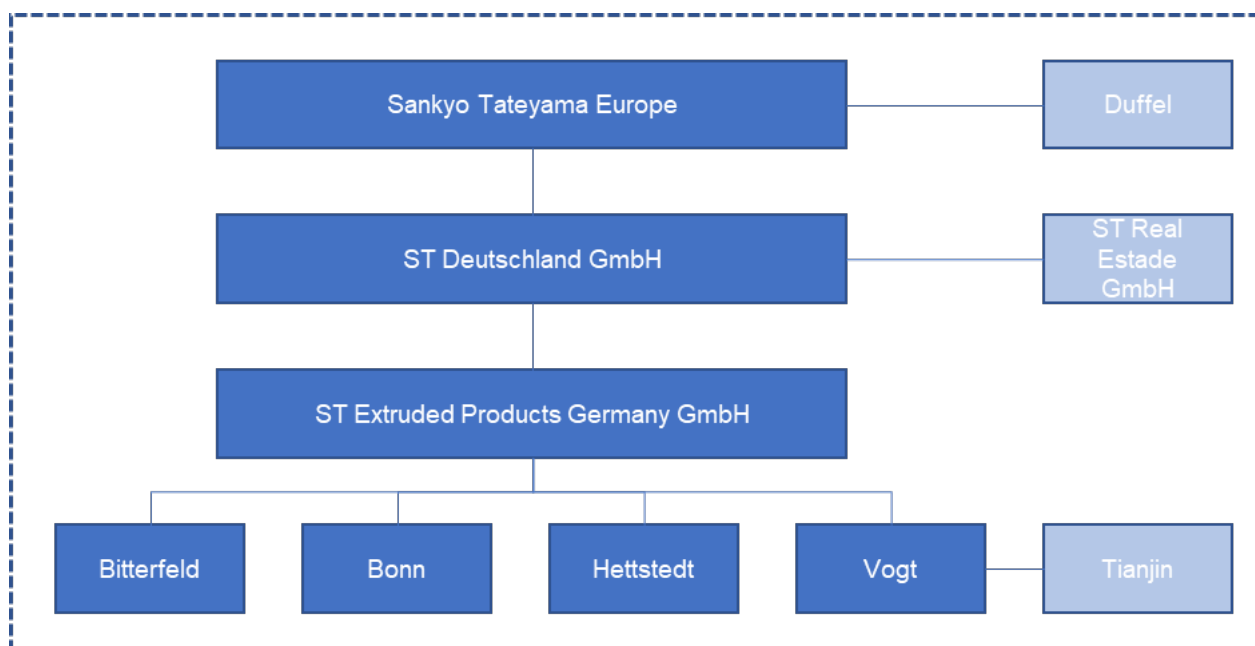 Sankyo Tateyama Europe
Duffel
ST Deutschland GmbH
ST Real
Estade
GmbH
ST Extruded Products Germany GmbH
Bitterfeld
Bonn
Hettstedt
Vogt
Tianjin